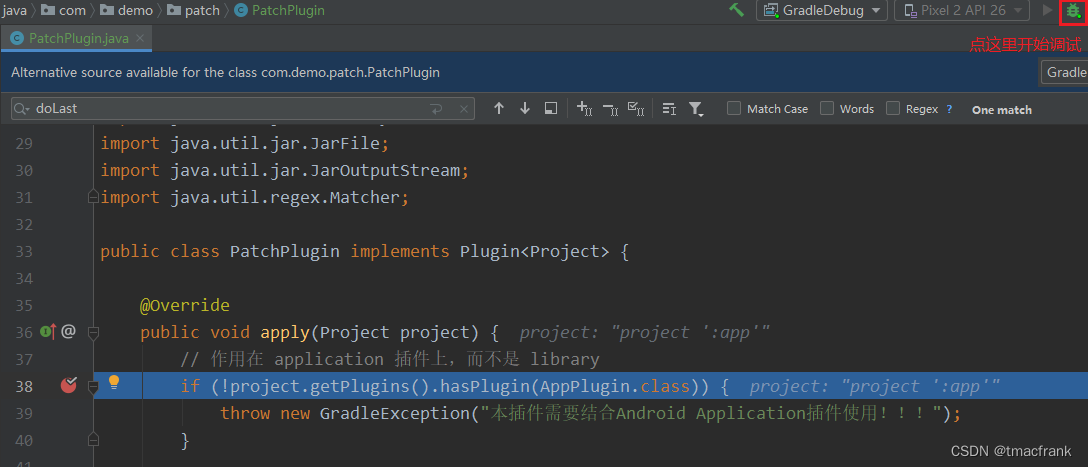 java com demo patch PatchPlugin GradleDebug Pixel 2 API 26
点这里开始调试
PatchPlugin.java
Alternative source available for the class com.demo.patch.PatchPlugin Gradle
doLast Match Case Words Regex ? One match
29 import java.util.jar.JarFile;
30 import java.util.jar.JarOutputStream;
31 import java.util.regex.Matcher;
32
33 public class PatchPlugin implements Plugin<Project> {
34
35 @Override
36 @ public void apply(Project project) { project: "project ':app'"
37 // 作用在 application 插件上，而不是 library
38 if (!project.getPlugins().hasPlugin(AppPlugin.class)) { project: "project ':app'"
39 throw new GradleException("本插件需要结合Android Application插件使用！！！");
40 }
41
CSDN @tmacfrank